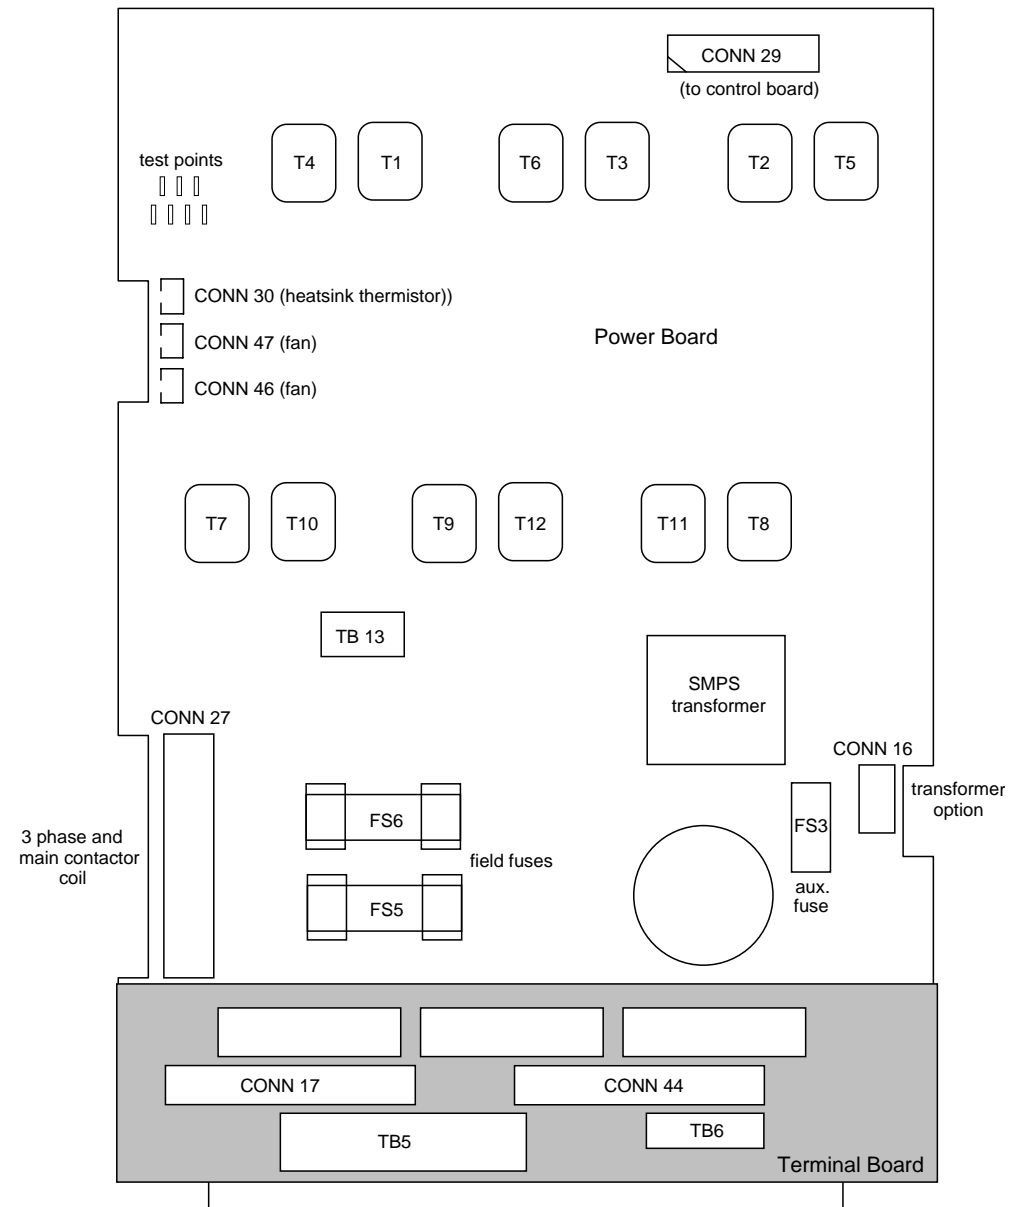 CONN 29
(to control board)
T4
T1
T6
T3
T2
T5
test points
CONN 30 (heatsink thermistor))
CONN 47 (fan)
Power Board
CONN 46 (fan)
T7
T10
T9
T12
T11
T8
TB 13
SMPS
transformer
CONN 27
CONN 16
transformer
option
FS6
FS3
3 phase and
main contactor
coil
field fuses
aux.
fuse
FS5
CONN 17
CONN 44
TB5
TB6
Terminal Board